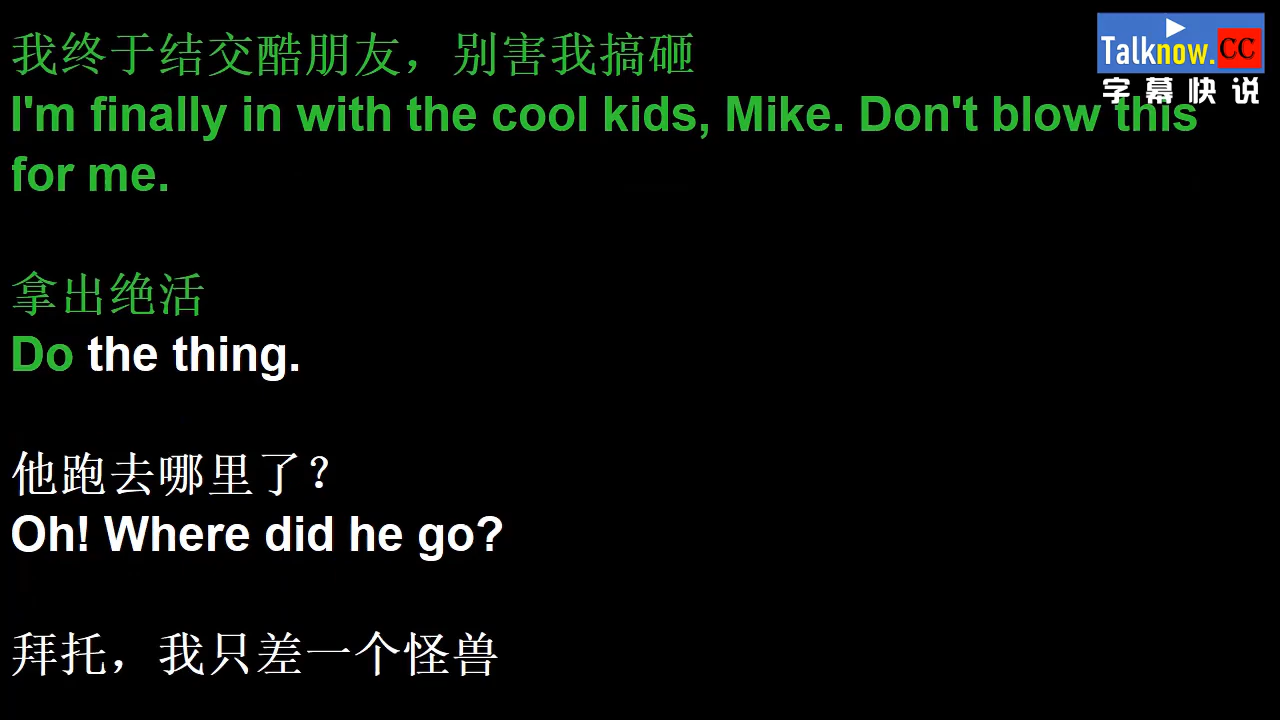 我终于结交酷朋友，别害我搞砸
I'm finally in with the cool kids, Mike. Don't blow this
for me.
拿出绝活
Do the thing.
他跑去哪里了？
Oh! Where did he go?
拜托，我只差一个怪兽
Talknow.CC
字幕快说